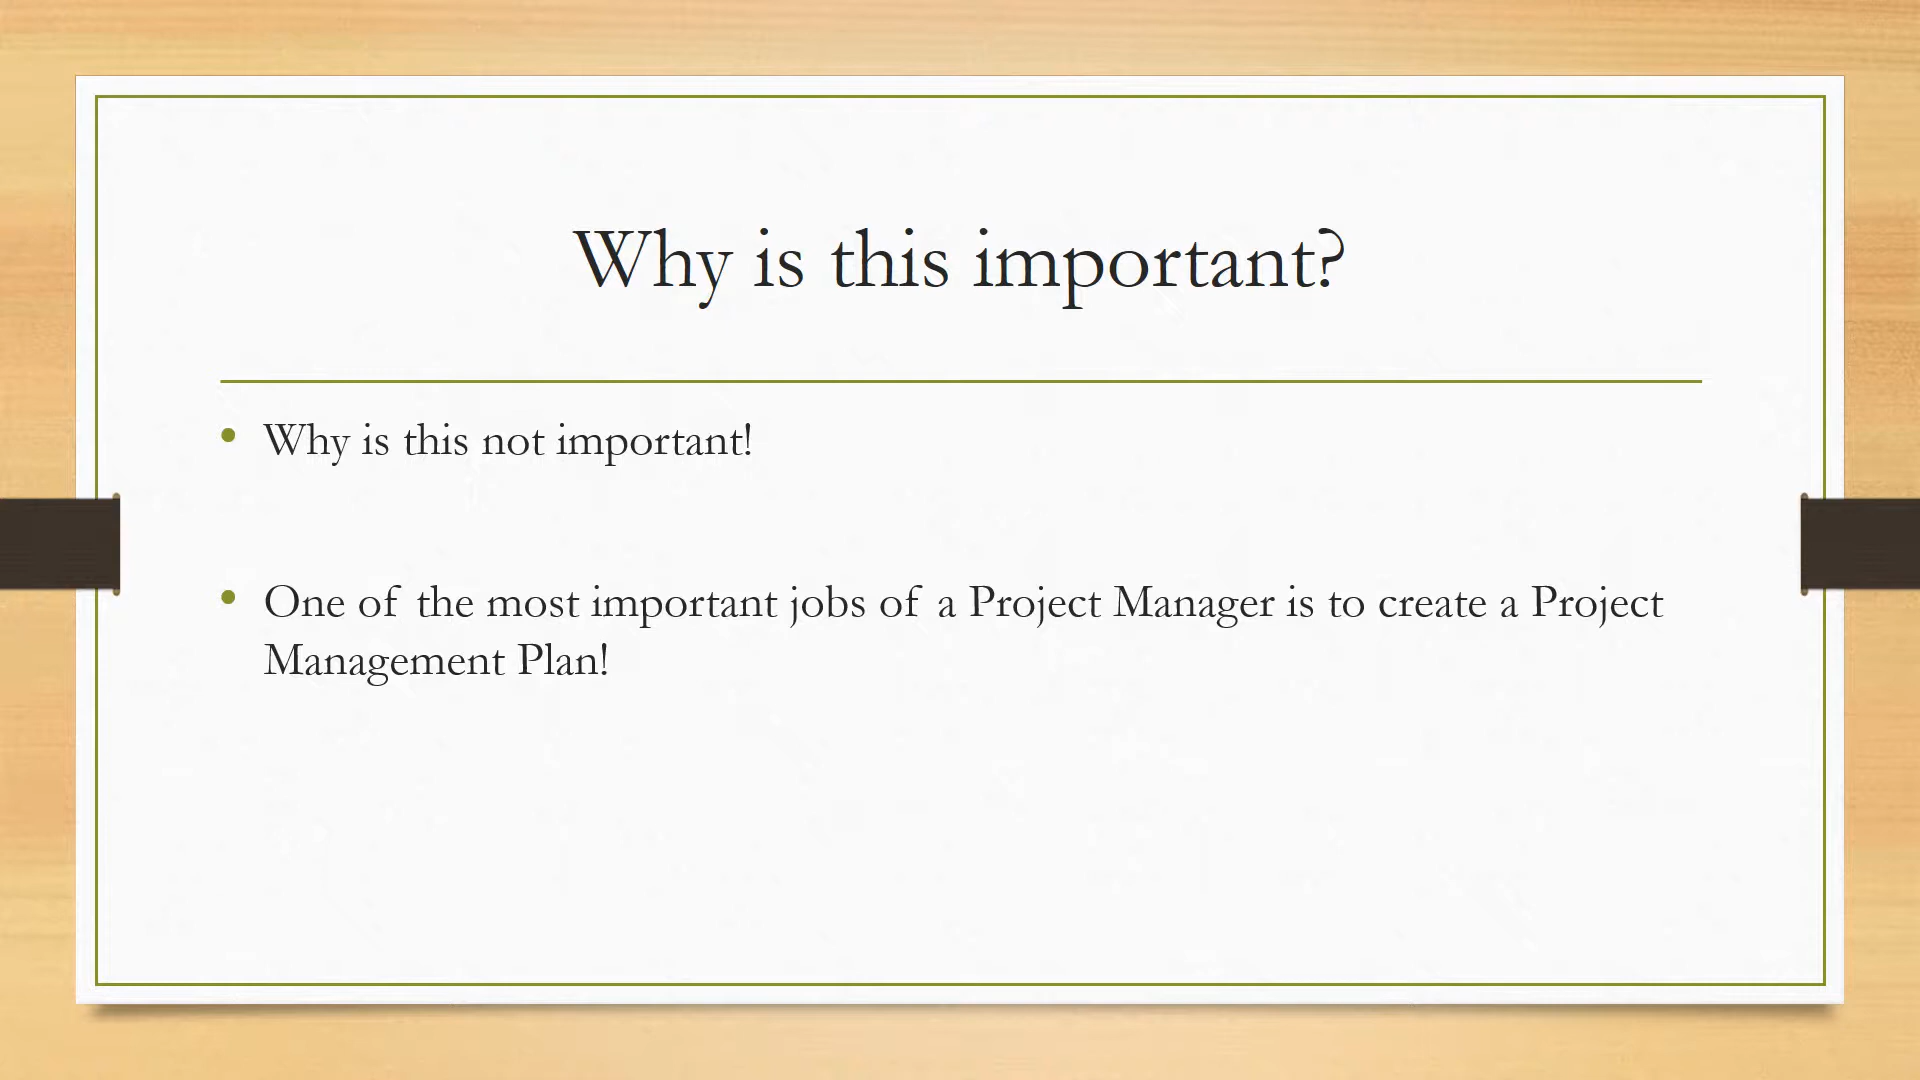 Why is this important?
• Why is this not important!
• One of the most important jobs of a Project Manager is to create a Project
Management Plan!